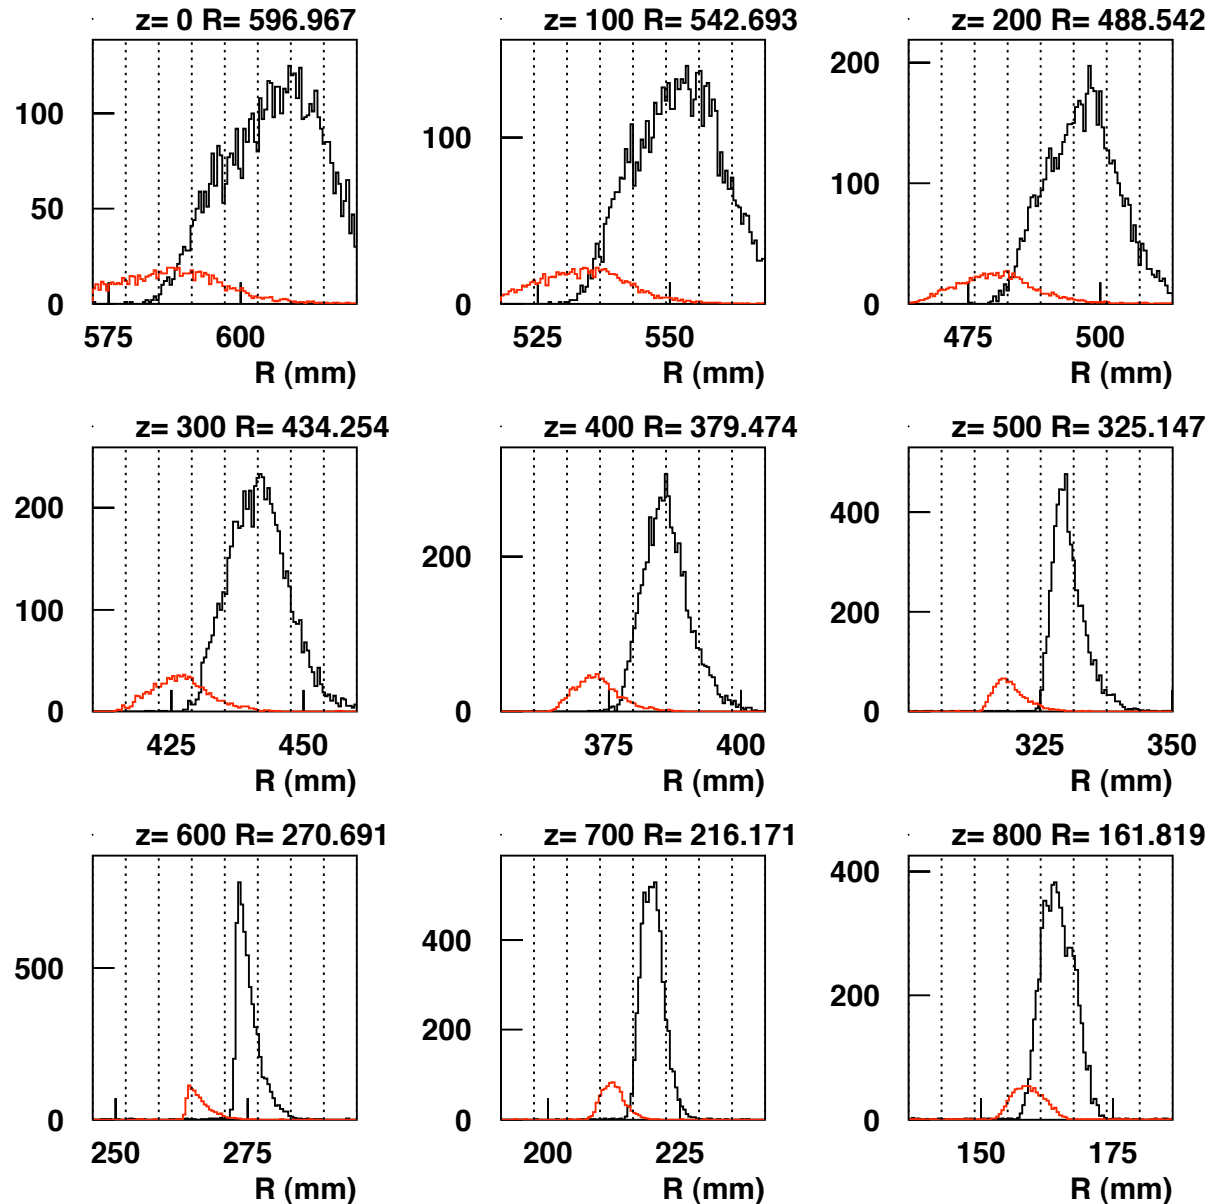 z= 0 R= 596.967
100
50
0
575
600
R (mm)
z= 100 R= 542.693
100
0
525
550
R (mm)
z= 200 R= 488.542
200
100
0
475
500
R (mm)
z= 300 R= 434.254
200
100
0
425
450
R (mm)
z= 400 R= 379.474
200
0
375
400
R (mm)
z= 500 R= 325.147
400
200
0
325
350
R (mm)
z= 600 R= 270.691
500
0
250
275
R (mm)
z= 700 R= 216.171
400
200
0
200
225
R (mm)
z= 800 R= 161.819
400
200
0
150
175
R (mm)